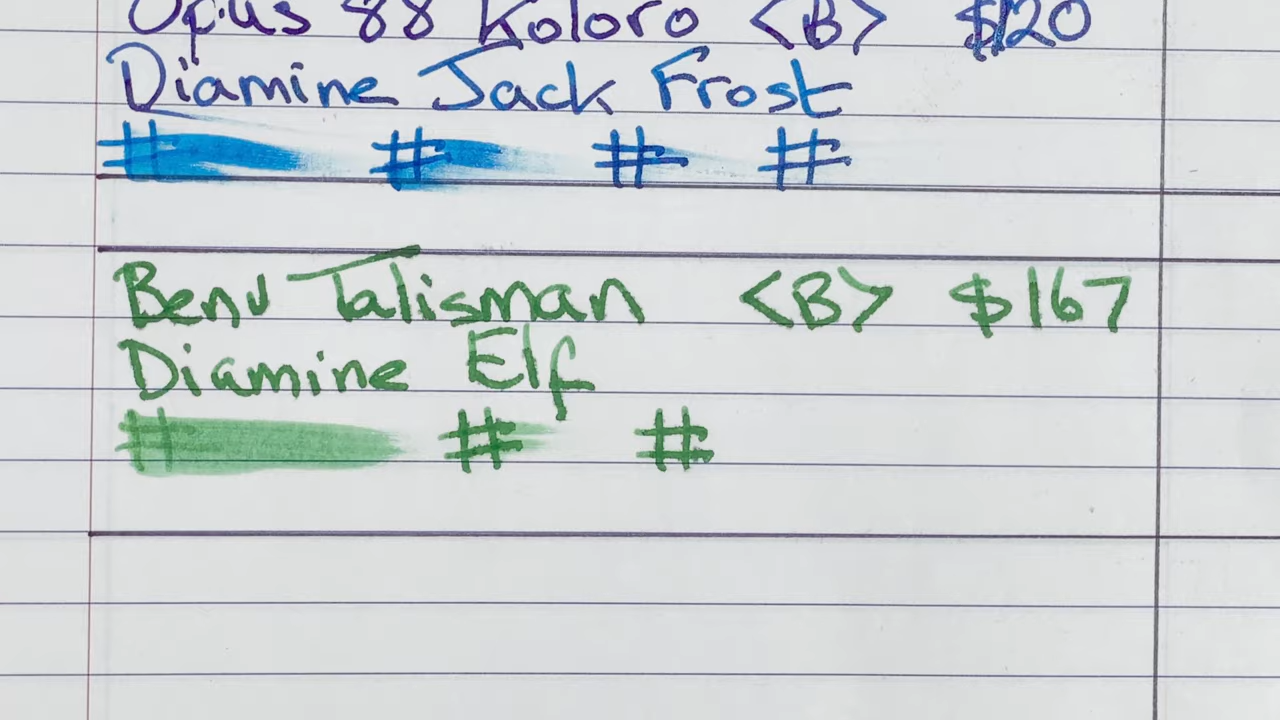 Opus 88 Koloro <B> $120
Diamine Jack Frost
# # # #
Benu Talisman <B> $167
Diamine Elf
# # #